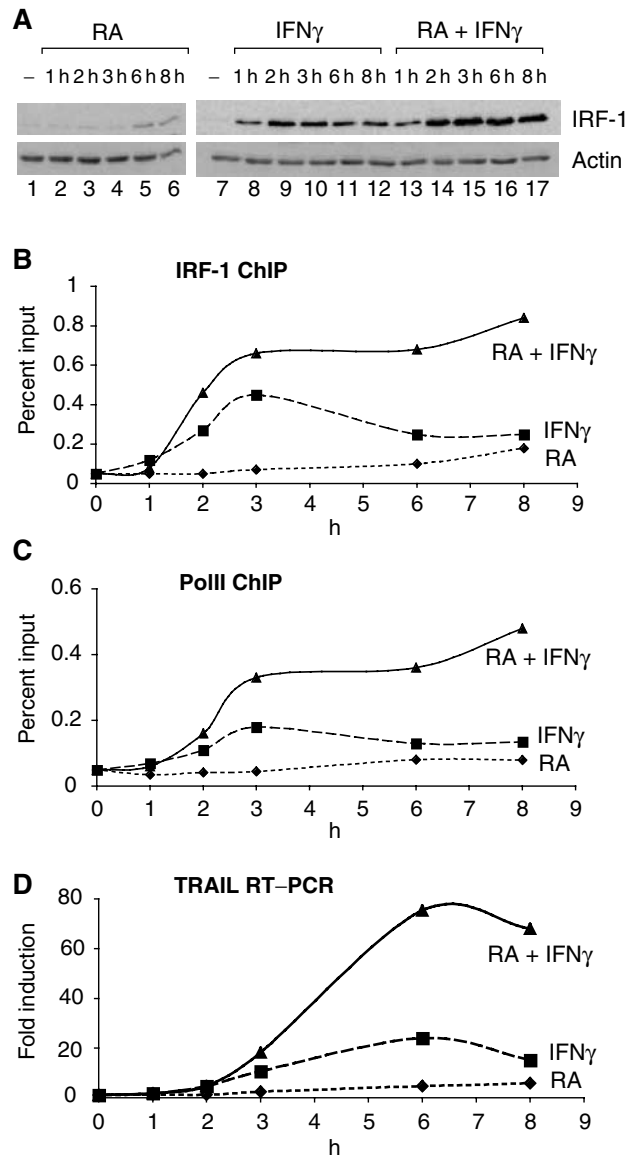 A
RA
IFNγ
RA + IFNγ
– 1 h 2 h 3 h 6 h 8 h – 1 h 2 h 3 h 6 h 8 h 1 h 2 h 3 h 6 h 8 h
IRF-1
Actin
1 2 3 4 5 6 7 8 9 10 11 12 13 14 15 16 17
B
IRF-1 ChIP
Percent input
1
0.8
0.6
0.4
0.2
0
RA + IFNγ
IFNγ
RA
0 1 2 3 4 5 6 7 8 9
h
C
PolII ChIP
Percent input
0.6
0.4
0.2
0
RA + IFNγ
IFNγ
RA
0 1 2 3 4 5 6 7 8 9
h
D
TRAIL RT–PCR
Fold induction
80
60
40
20
0
RA + IFNγ
IFNγ
RA
0 1 2 3 4 5 6 7 8 9
h